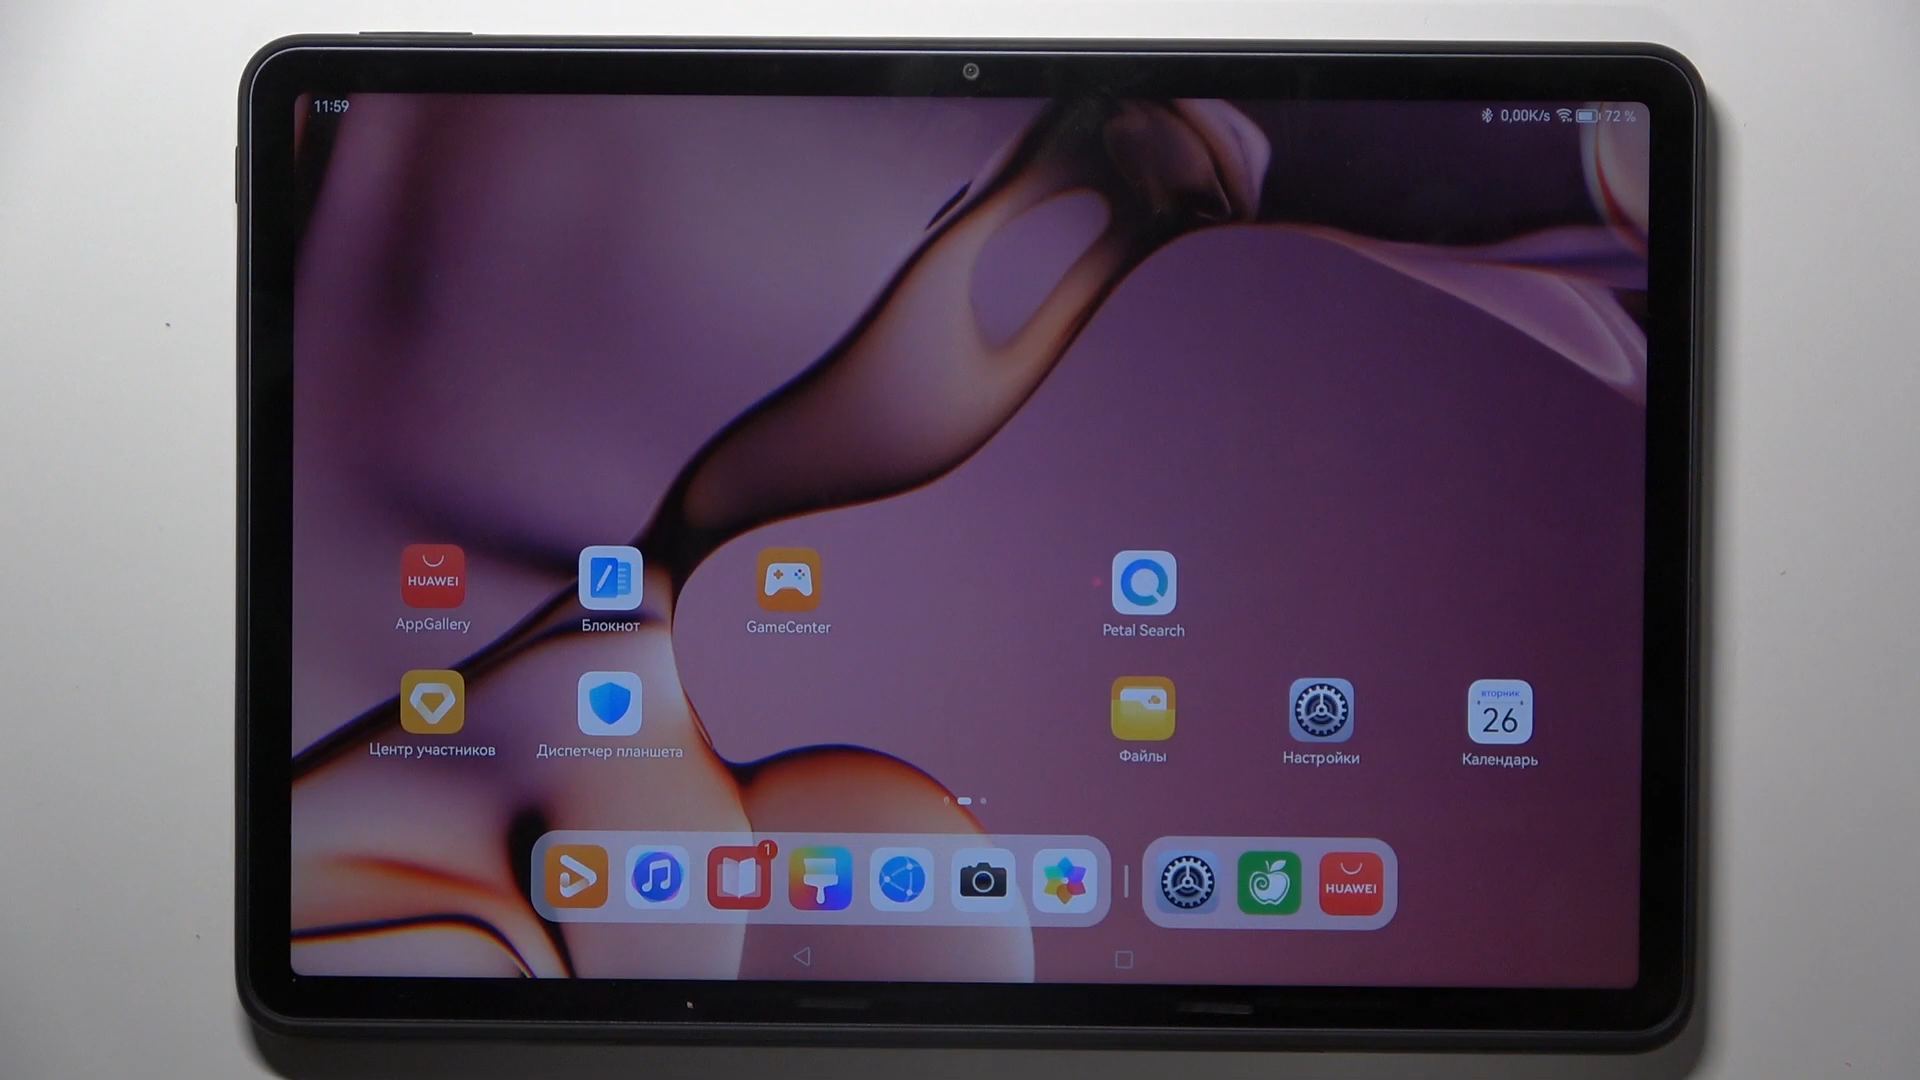 11:59
0,00K/s 72 %
HUAWEI
AppGallery
Блокнот
GameCenter
Petal Search
Центр участников
Диспетчер планшета
Файлы
Настройки
вторник
26
Календарь
1
HUAWEI